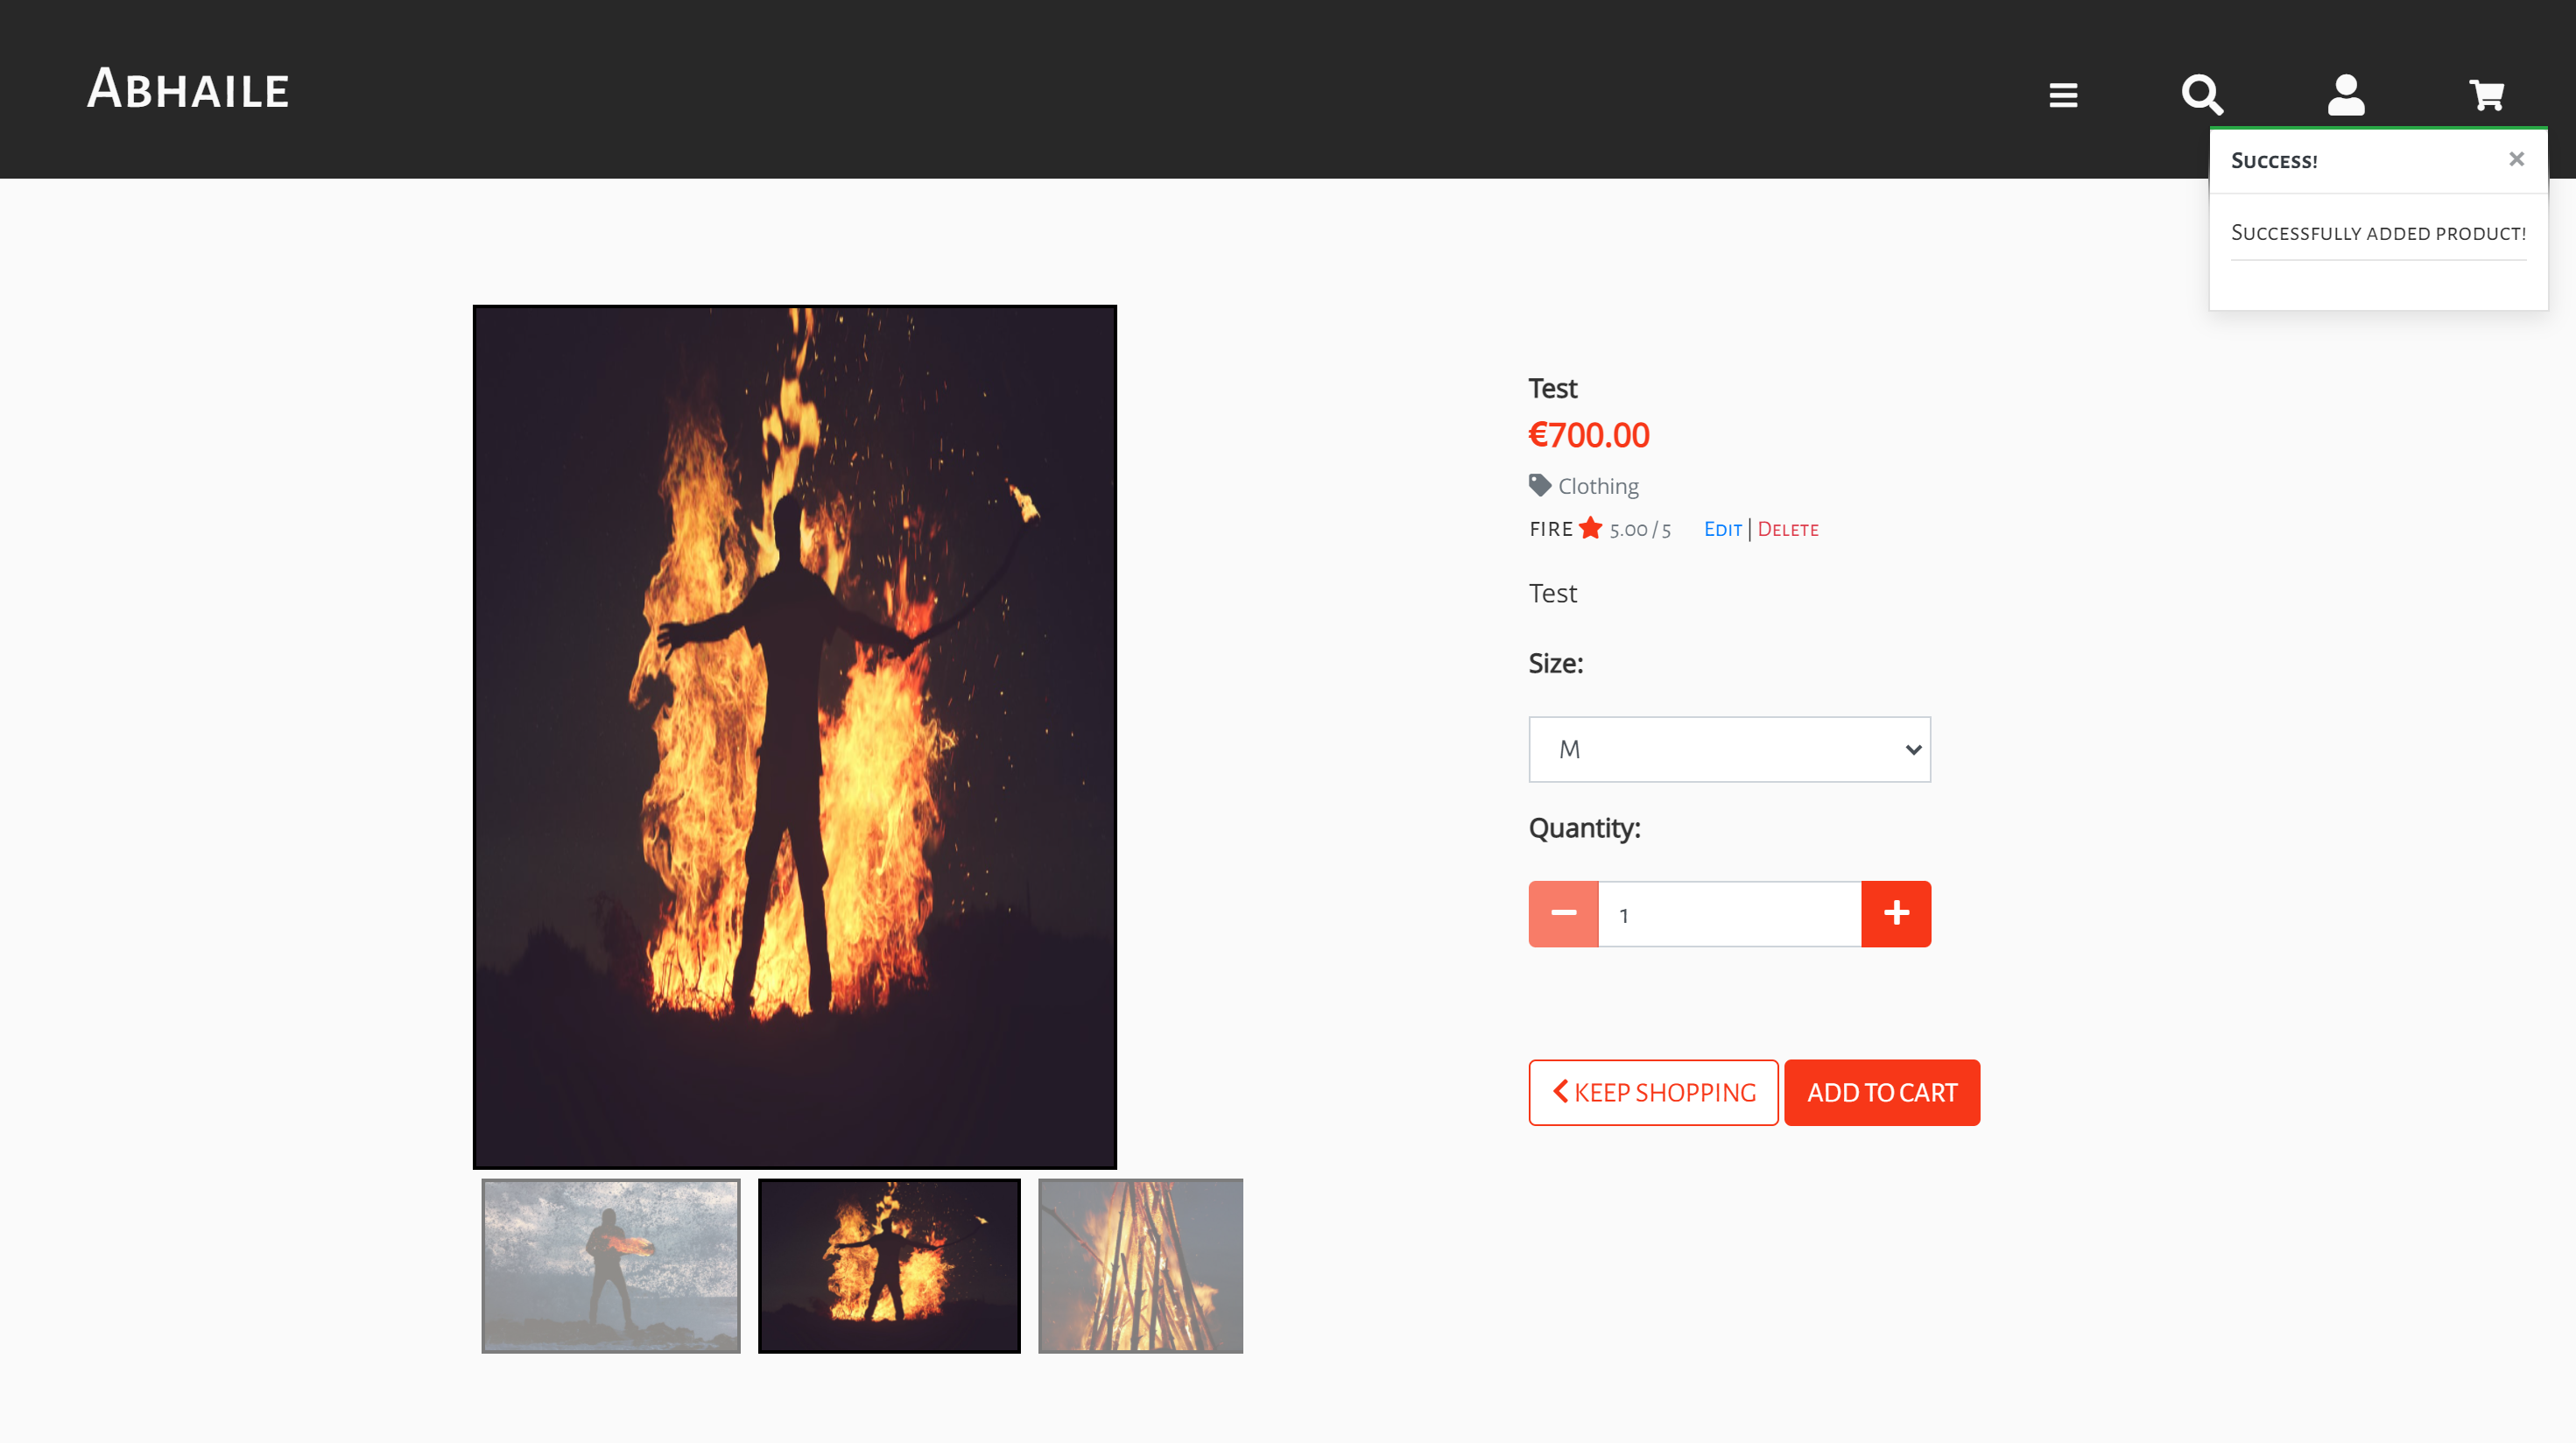 Abhaile
Success!
×
Successfully added product!
Test
€700.00
Clothing
FIRE 5.00 / 5 Edit | Delete
Test
Size:
M
Quantity:
1
KEEP SHOPPING ADD TO CART